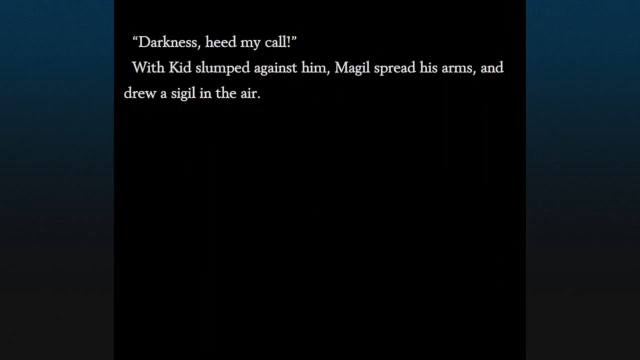 “Darkness, heed my call!”
With Kid slumped against him, Magil spread his arms, and
drew a sigil in the air.